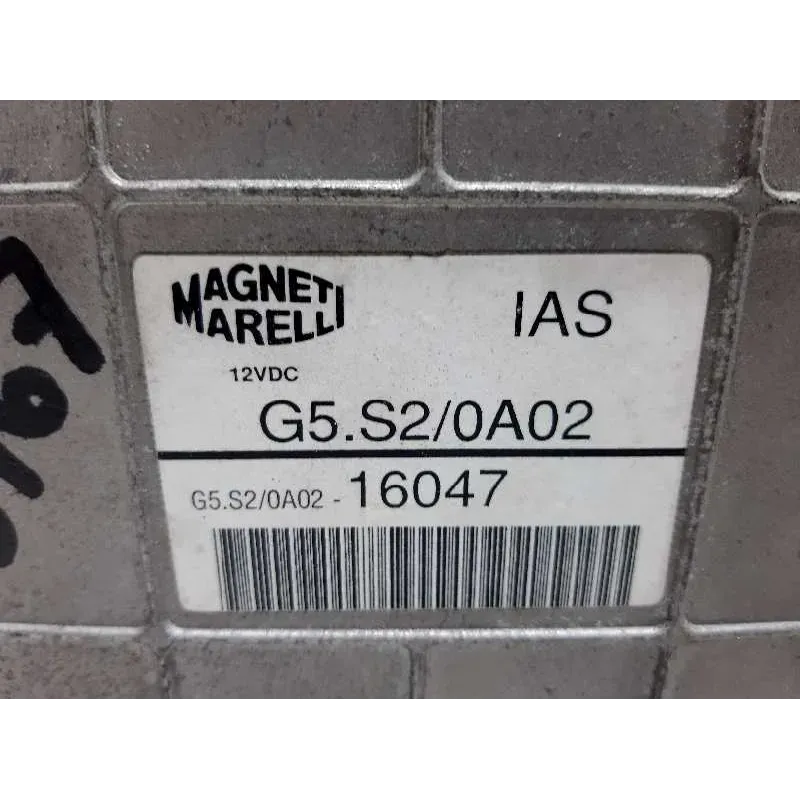 MAGNETI
MARELLI
IAS
12VDC
G5.S2/0A02
G5.S2/0A02 - 16047